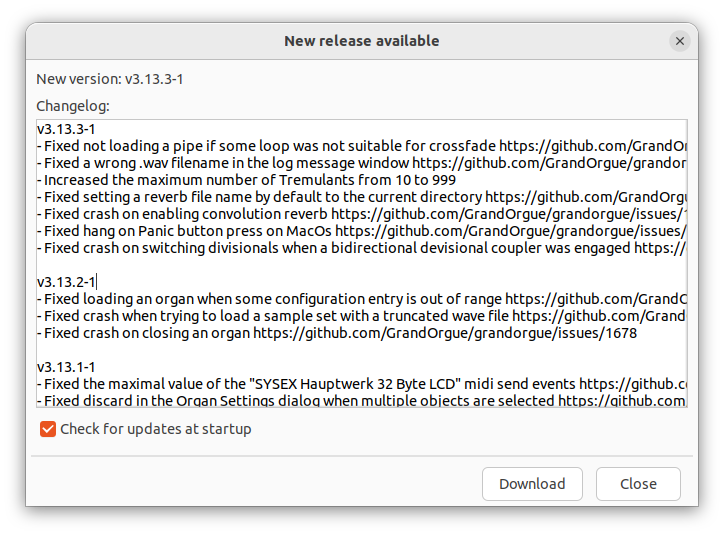 New release available
New version: v3.13.3-1
Changelog:
v3.13.3-1
- Fixed not loading a pipe if some loop was not suitable for crossfade https://github.com/GrandOr
- Fixed a wrong .wav filename in the log message window https://github.com/GrandOrgue/grandor
- Increased the maximum number of Tremulants from 10 to 999
- Fixed setting a reverb file name by default to the current directory https://github.com/GrandOrgu
- Fixed crash on enabling convolution reverb https://github.com/GrandOrgue/grandorgue/issues/1
- Fixed hang on Panic button press on MacOs https://github.com/GrandOrgue/grandorgue/issues/
- Fixed crash on switching divisionals when a bidirectional devisional coupler was engaged https://
v3.13.2-1
- Fixed loading an organ when some configuration entry is out of range https://github.com/GrandO
- Fixed crash when trying to load a sample set with a truncated wave file https://github.com/Grand
- Fixed crash on closing an organ https://github.com/GrandOrgue/grandorgue/issues/1678
v3.13.1-1
- Fixed the maximal value of the "SYSEX Hauptwerk 32 Byte LCD" midi send events https://github.co
- Fixed discard in the Organ Settings dialog when multiple objects are selected https://github.com
Check for updates at startup
Download
Close